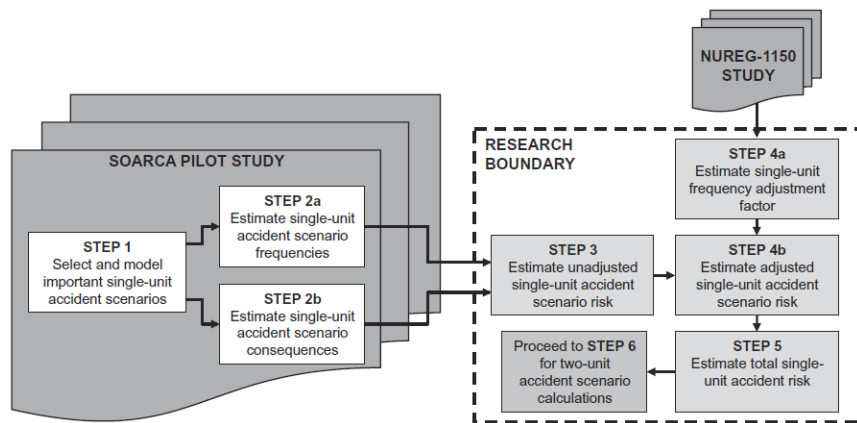 NUREG-1150
STUDY
RESEARCH
BOUNDARY
SOARCA PILOT STUDY
STEP 1
Select and model
important single-unit
accident scenarios
STEP 2a
Estimate single-unit
accident scenario
frequencies
STEP 2b
Estimate single-unit
accident scenario
consequences
STEP 3
Estimate unadjusted
single-unit accident
scenario risk
STEP 4a
Estimate single-unit
frequency adjustment
factor
STEP 4b
Estimate adjusted
single-unit accident
scenario risk
STEP 5
Estimate total single-
unit accident risk
Proceed to STEP 6
for two-unit
accident scenario
calculations